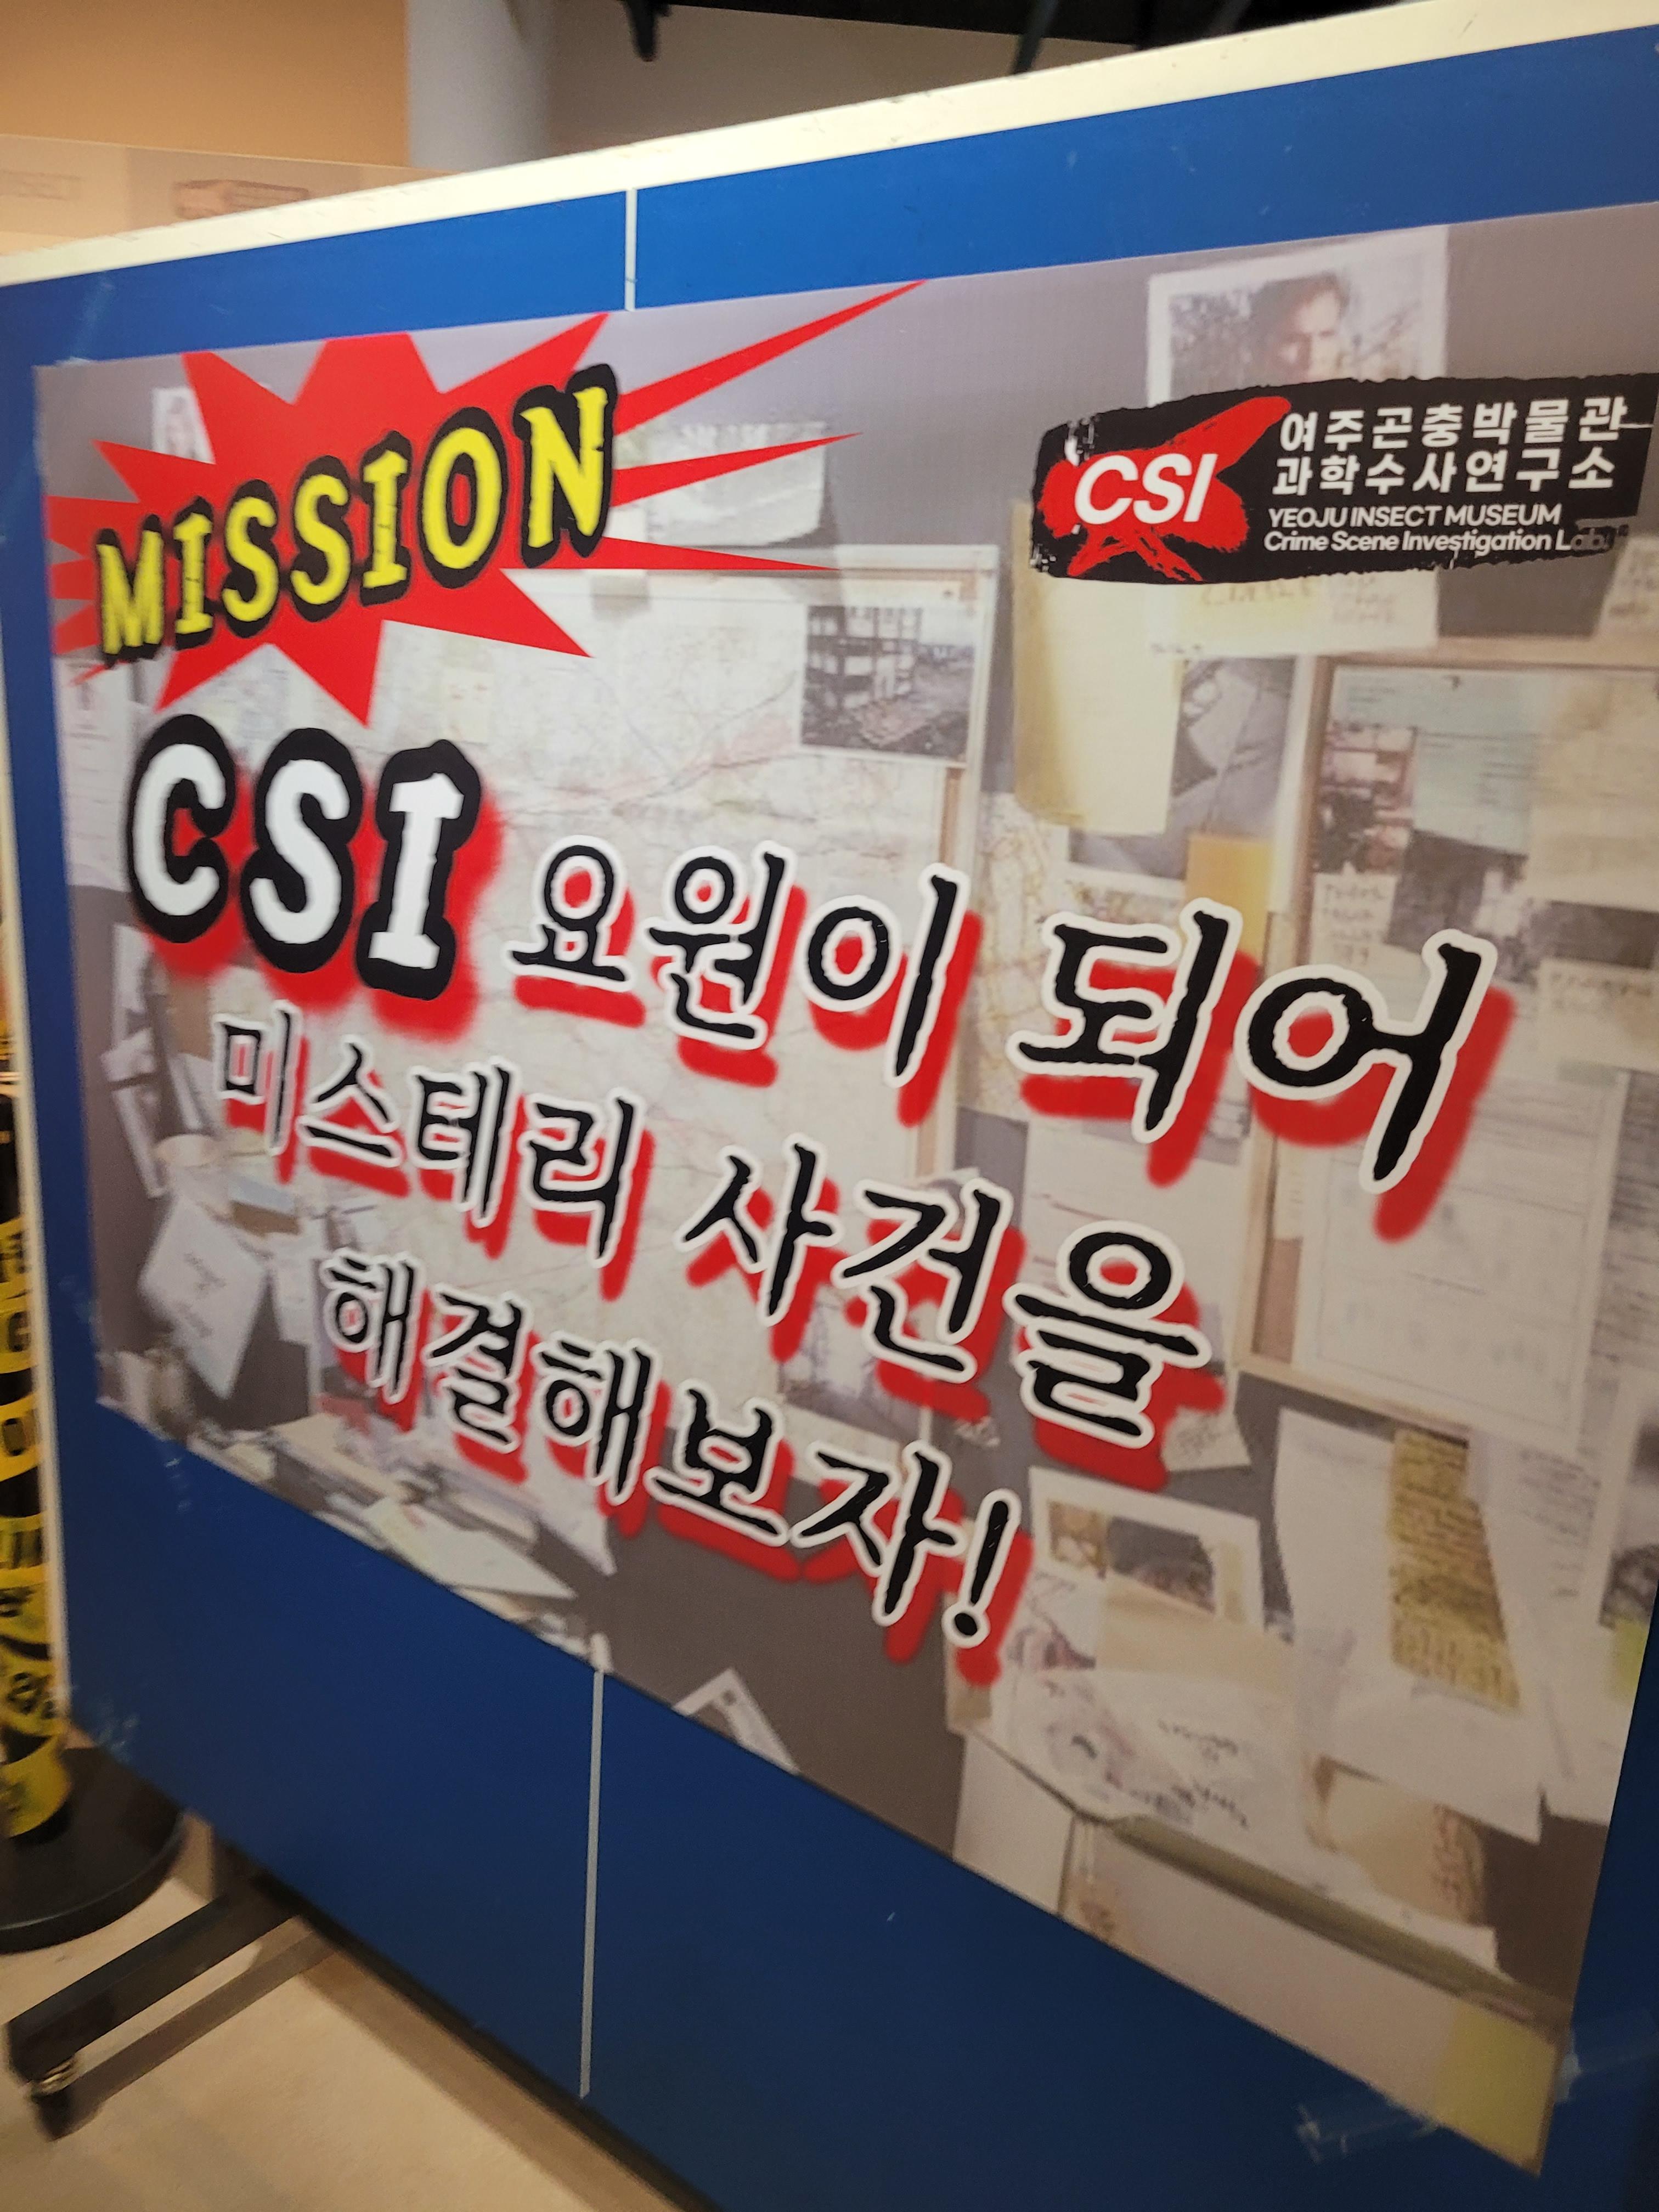 MISSION
여주곤충박물관
과학수사연구소
CSI
YEOJU INSECT MUSEUM
Crime Scene Investigation Lab.
CSI 요원이 되어
미스테리 사건을
해결해보자!